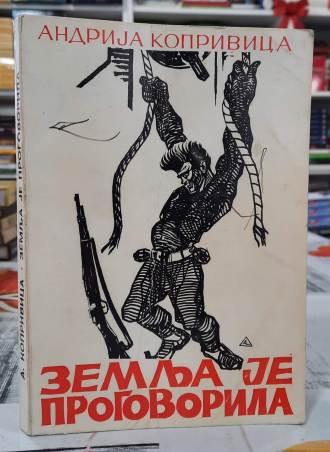 АНДРИЈА КОПРИВИЦА
ЗЕМЉА ЈЕ
ПРОГОВОРИЛА
А. КОПРИВИЦА - ЗЕМЉА ЈЕ ПРОГОВОРИЛА